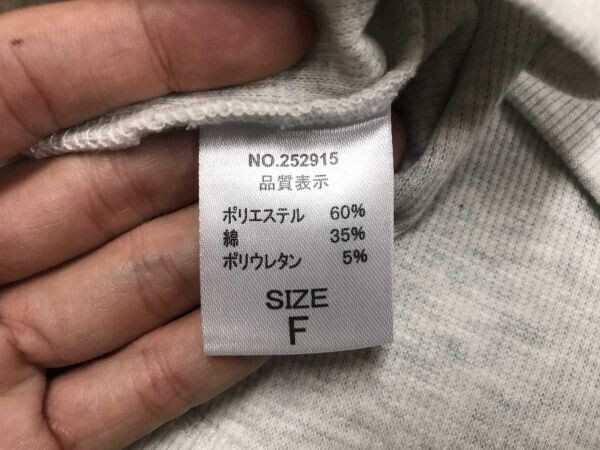 NO.252915
品質表示
ポリエステル 60%
綿 35%
ポリウレタン 5%
SIZE
F